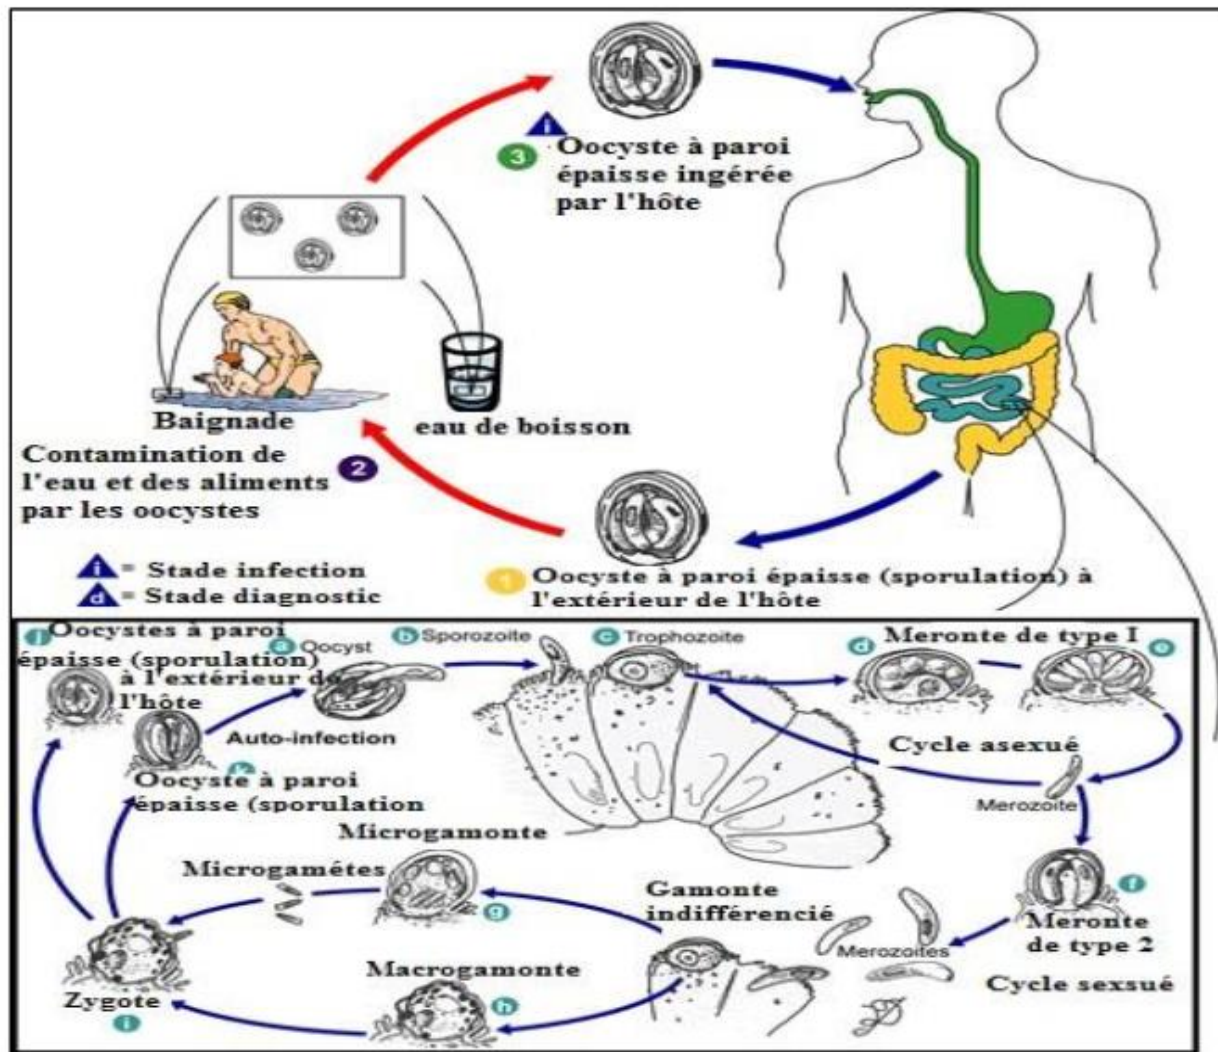 i
3 Oocyste à paroi
épaisse ingérée
par l'hôte
Baignade
eau de boisson
Contamination de
l'eau et des aliments
par les oocystes
2
i = Stade infection
d = Stade diagnostic
1 Oocyste à paroi épaisse (sporulation) à
l'extérieur de l'hôte
j Oocystes à paroi
épaisse (sporulation)
à l'extérieur de
l'hôte
a Oocyst
b Sporozoite
c Trophozoite
Meronte de type I
d
e
Auto-infection
k
Oocyste à paroi
épaisse (sporulation
Cycle asexué
Merozoite
Microgamonte
Microgamétes
g
Gamonte
indifférencié
f
Meronte
de type 2
Merozoites
Cycle sexsué
Macrogamonte
h
Zygote
i